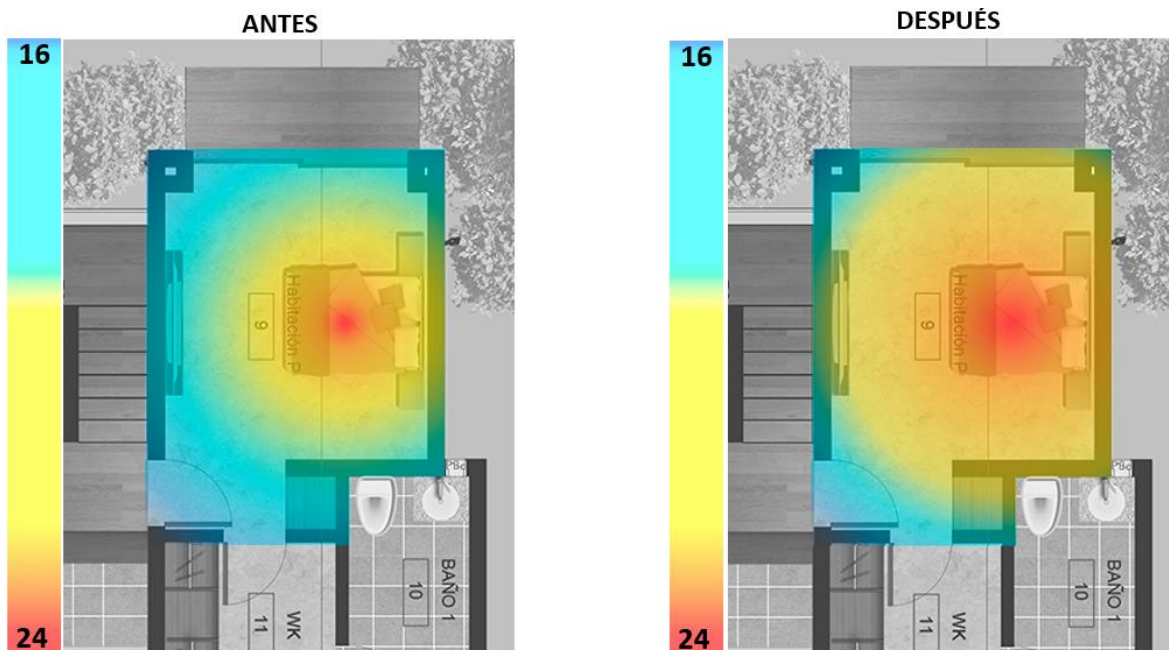 ANTES
16
Habitación P
9
BAÑO 1
10
WK
11
24
DESPUÉS
16
Habitación P
9
BAÑO 1
10
WK
11
24